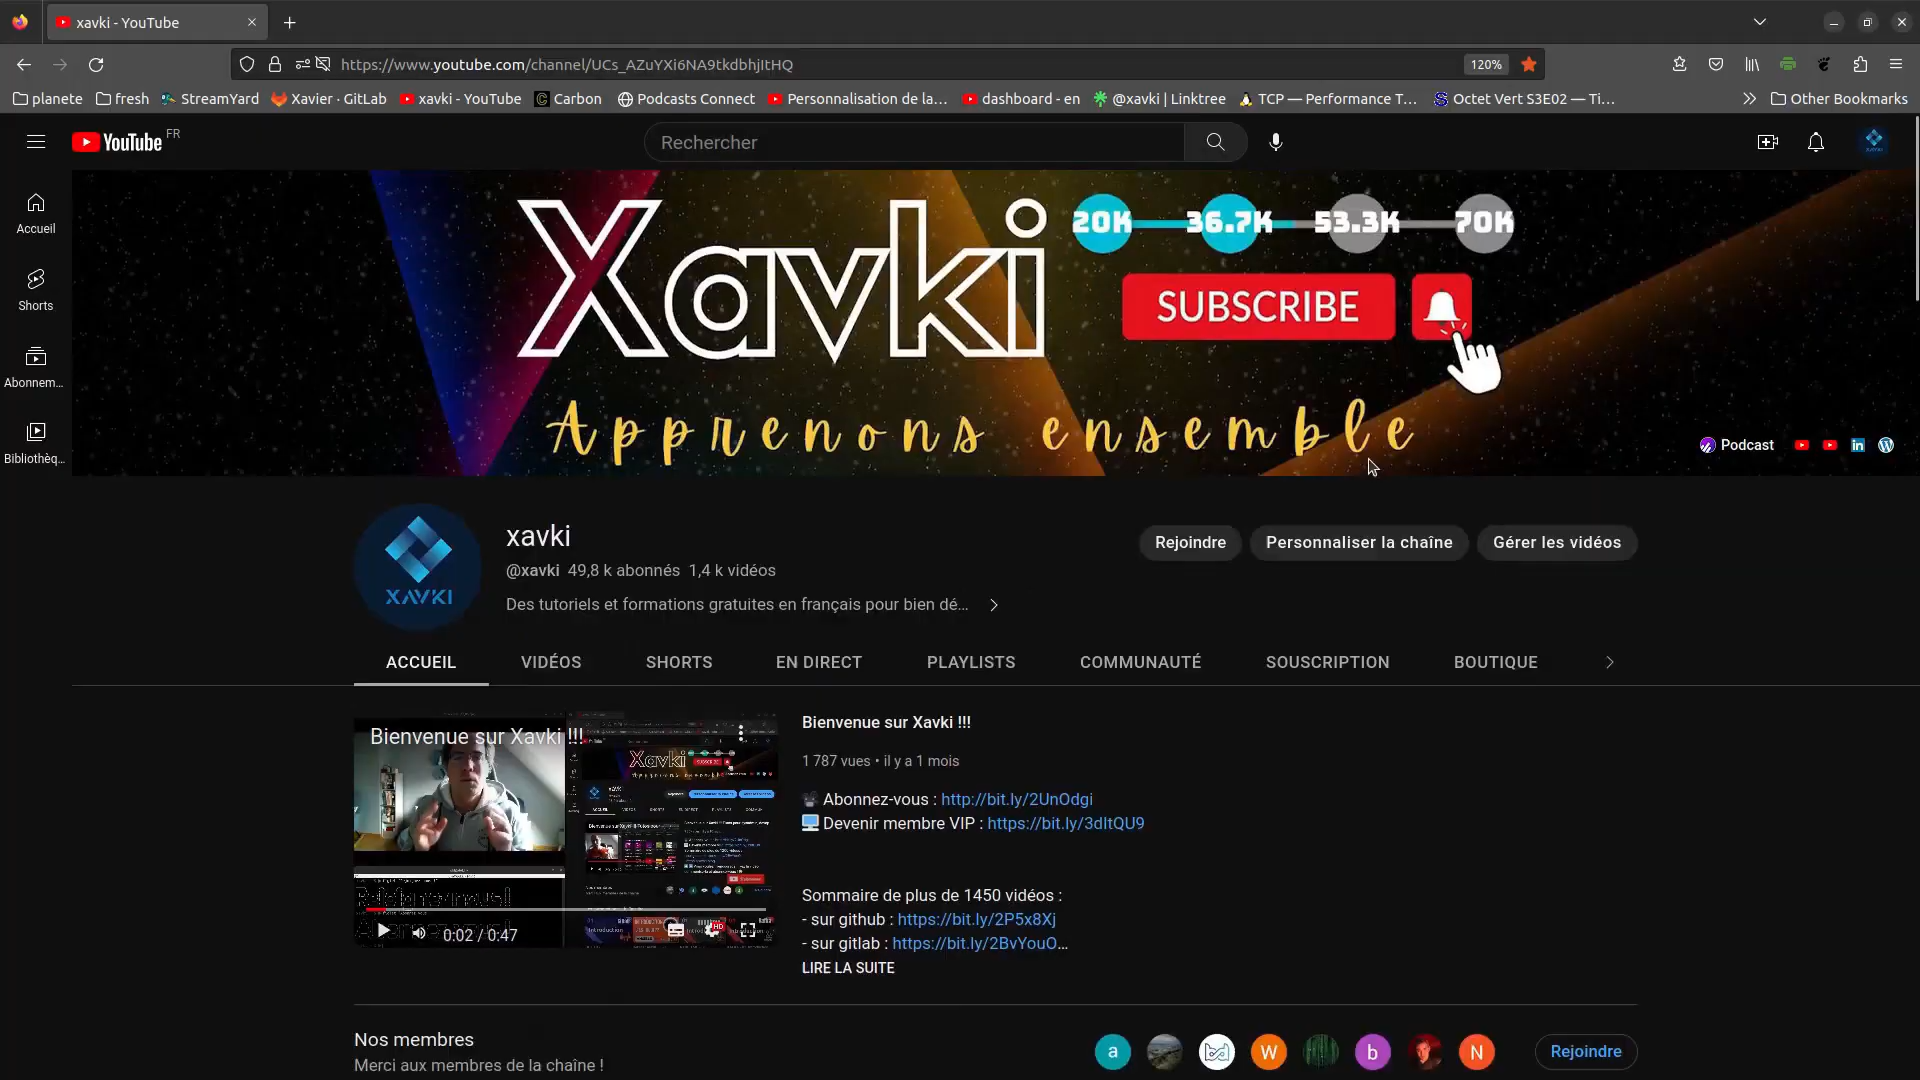 xavki - YouTube
https://www.youtube.com/channel/UCs_AZuYXi6NA9tkdbhjItHQ
120%
planete
fresh
StreamYard
Xavier · GitLab
xavki - YouTube
Carbon
Podcasts Connect
Personnalisation de la...
dashboard - en
@xavki | Linktree
TCP — Performance T...
Octet Vert S3E02 — Ti...
Other Bookmarks
YouTube FR
Rechercher
Accueil
Shorts
Abonnem...
Bibliothèq...
Xavki
20K 36.7K 53.3K 70K
SUBSCRIBE
Apprenons ensemble
Podcast
XAVKI
xavki
@xavki 49,8 k abonnés 1,4 k vidéos
Des tutoriels et formations gratuites en français pour bien dé...
Rejoindre
Personnaliser la chaîne
Gérer les vidéos
ACCUEIL
VIDÉOS
SHORTS
EN DIRECT
PLAYLISTS
COMMUNAUTÉ
SOUSCRIPTION
BOUTIQUE
Bienvenue sur Xavki !!!
0:02 / 0:47
HD
Bienvenue sur Xavki !!!
1 787 vues • il y a 1 mois
Abonnez-vous : http://bit.ly/2UnOdgi
Devenir membre VIP : https://bit.ly/3dItQU9
Sommaire de plus de 1450 vidéos :
- sur github : https://bit.ly/2P5x8Xj
- sur gitlab : https://bit.ly/2BvYouO...
LIRE LA SUITE
Nos membres
Merci aux membres de la chaîne !
a
W
b
N
Rejoindre